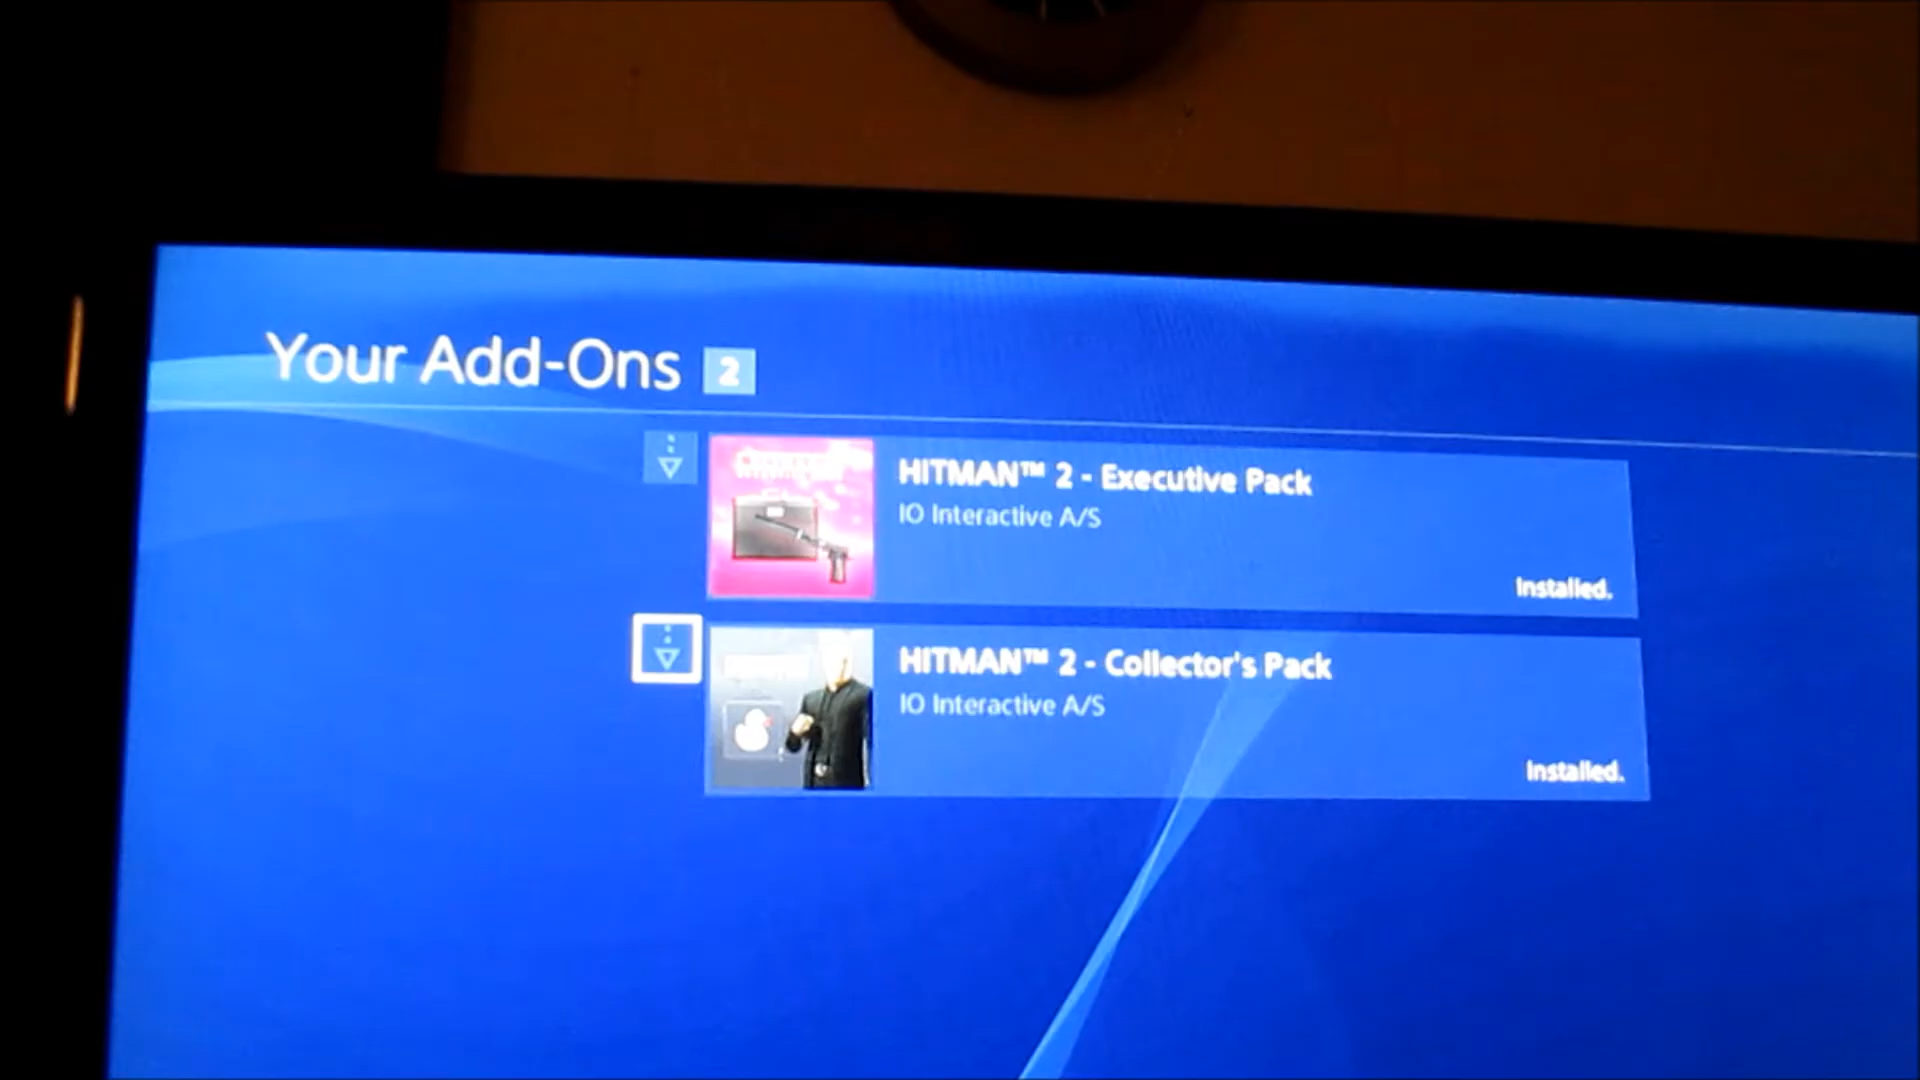 Your Add-Ons 2
HITMAN™ 2 - Executive Pack
IO Interactive A/S
Installed.
HITMAN™ 2 - Collector's Pack
IO Interactive A/S
Installed.